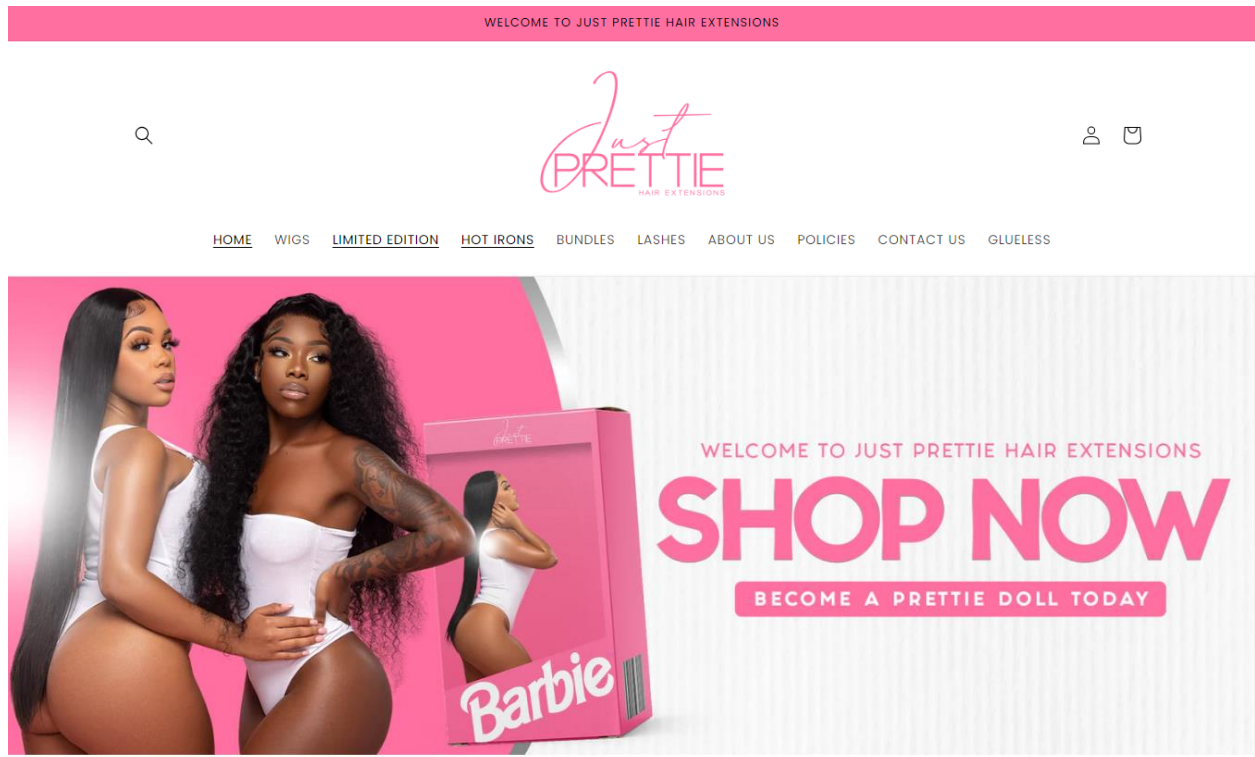 WELCOME TO JUST PRETTIE HAIR EXTENSIONS
Just
PRETTIE
HAIR EXTENSIONS
HOME WIGS LIMITED EDITION HOT IRONS BUNDLES LASHES ABOUT US POLICIES CONTACT US GLUELESS
Just
PRETTIE
Barbie
WELCOME TO JUST PRETTIE HAIR EXTENSIONS
SHOP NOW
BECOME A PRETTIE DOLL TODAY